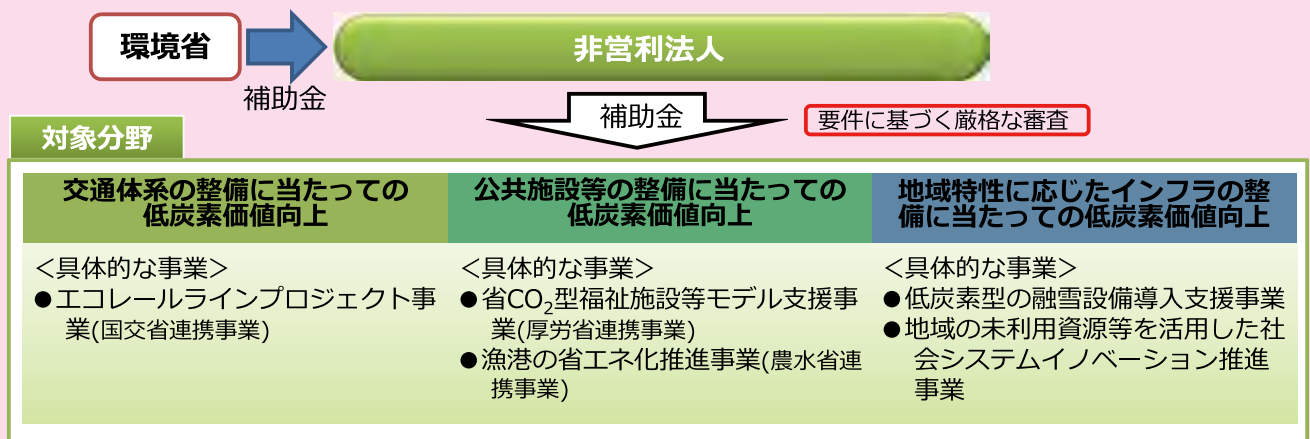 環境省
非営利法人
補助金
補助金
要件に基づく厳格な審査
対象分野
交通体系の整備に当たっての
低炭素価値向上
<具体的な事業>
●エコレールラインプロジェクト事
業(国交省連携事業)
公共施設等の整備に当たっての
低炭素価値向上
<具体的な事業>
●省CO2型福祉施設等モデル支援事
業(厚労省連携事業)
●漁港の省エネ化推進事業(農水省連
携事業)
地域特性に応じたインフラの整
備に当たっての低炭素価値向上
<具体的な事業>
●低炭素型の融雪設備導入支援事業
●地域の未利用資源等を活用した社
会システムイノベーション推進
事業